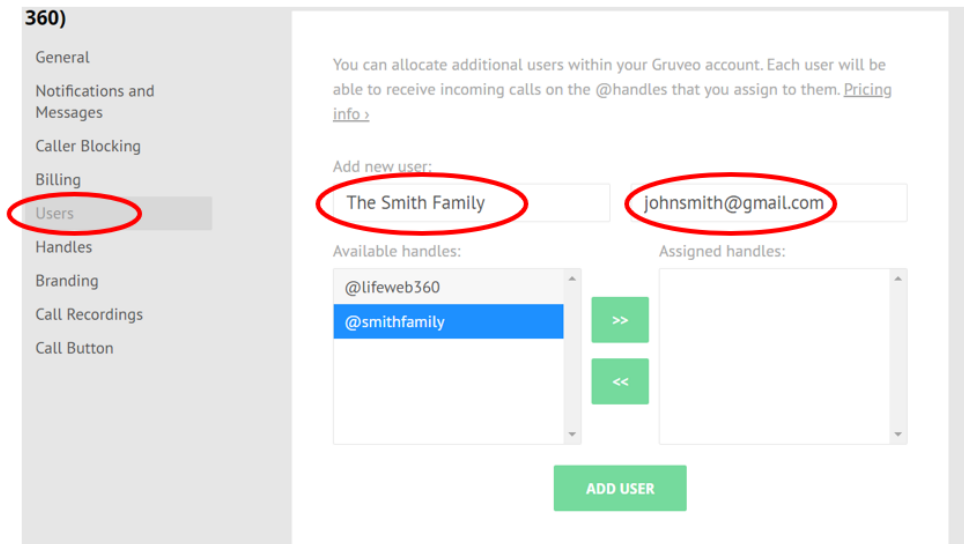 360)
General
Notifications and
Messages
Caller Blocking
Billing
Users
Handles
Branding
Call Recordings
Call Button
You can allocate additional users within your Gruveo account. Each user will be
able to receive incoming calls on the @handles that you assign to them. Pricing
info ›
Add new user:
The Smith Family
johnsmith@gmail.com
Available handles:
Assigned handles:
@lifeweb360
@smithfamily
>>
<<
ADD USER